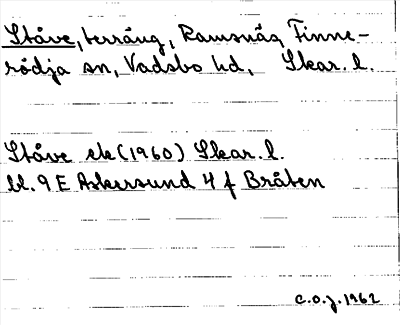 Ståve, terräng, Ramsnäs, Finne-
rödja sn, Vadsbo hd, Skar. l.
Ståve ek (1960) Skar. l.
bl. 9 E Askersund 4 f Bråten
C.O.J. 1962